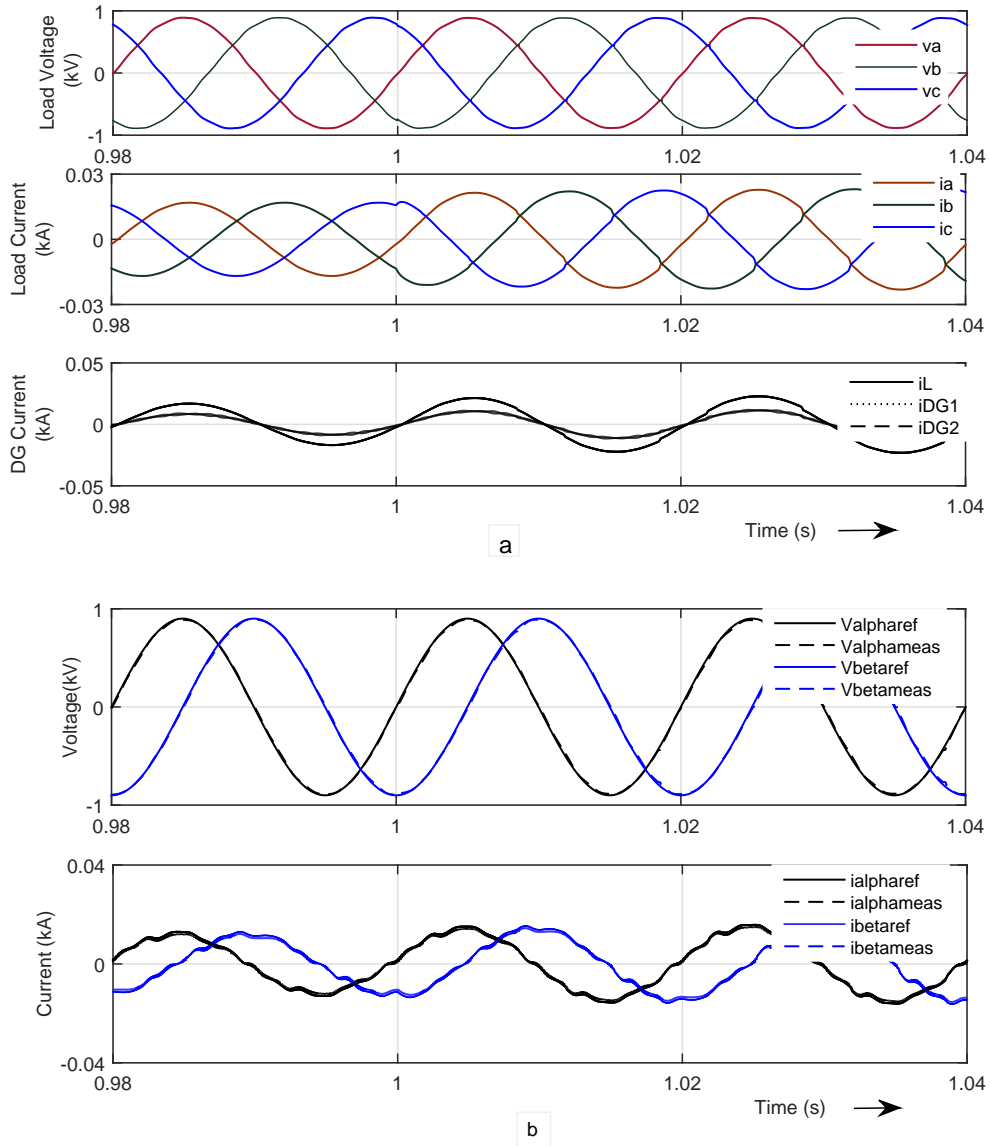 Load Voltage
(kV)
1
0
-1
va
vb
vc
0.98
1
1.02
1.04
Load Current
(kA)
0.03
0
-0.03
ia
ib
ic
0.98
1
1.02
1.04
DG Current
(kA)
0.05
0
-0.05
iL
iDG1
iDG2
0.98
1
1.02
1.04
Time (s)
a
Voltage(kV)
1
0
-1
Valpharef
Valphameas
Vbetaref
Vbetameas
0.98
1
1.02
1.04
Current (kA)
0.04
0
-0.04
ialpharef
ialphameas
ibetaref
ibetameas
0.98
1
1.02
1.04
Time (s)
b